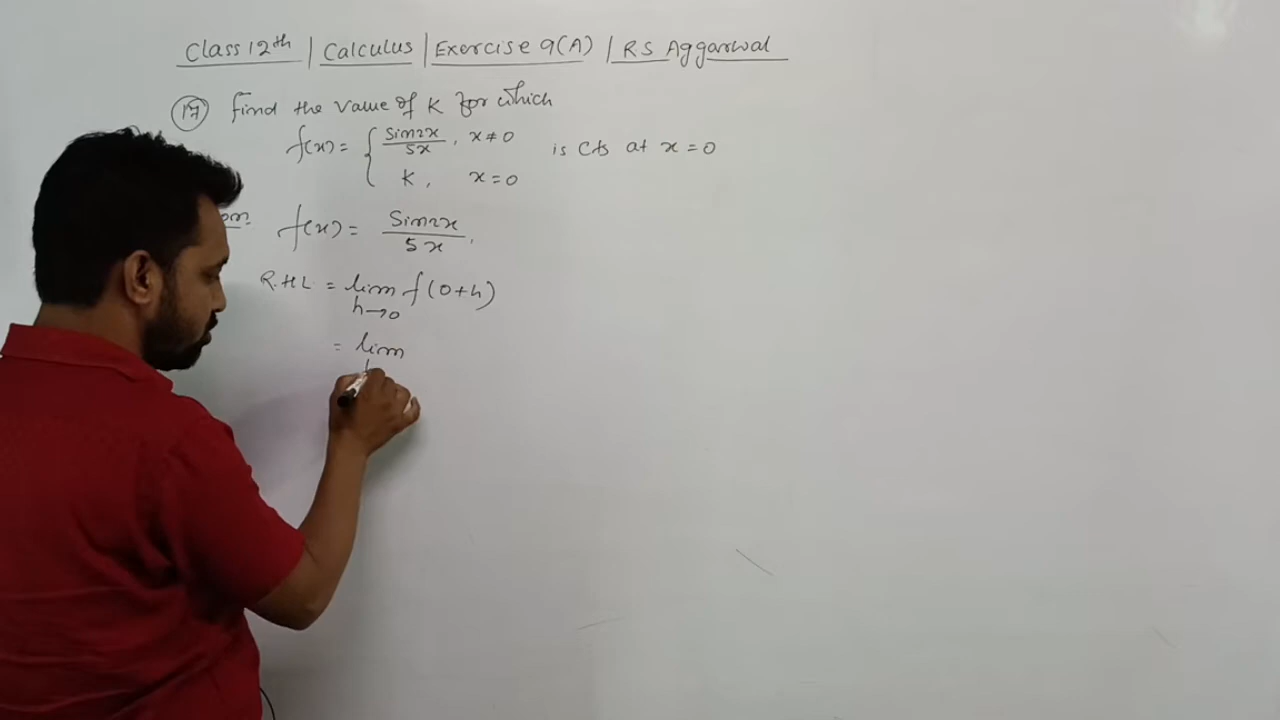 Class 12th | Calculus | Exercise 9(A) | RS Aggarwal
(17) Find the value of K for which
f(x) = { Sin2x/5x , x ≠ 0
K, x = 0
is Cts at x = 0
f(x) = Sin2x/5x ,
R.H.L. = lim h→0 f(0+h)
= lim